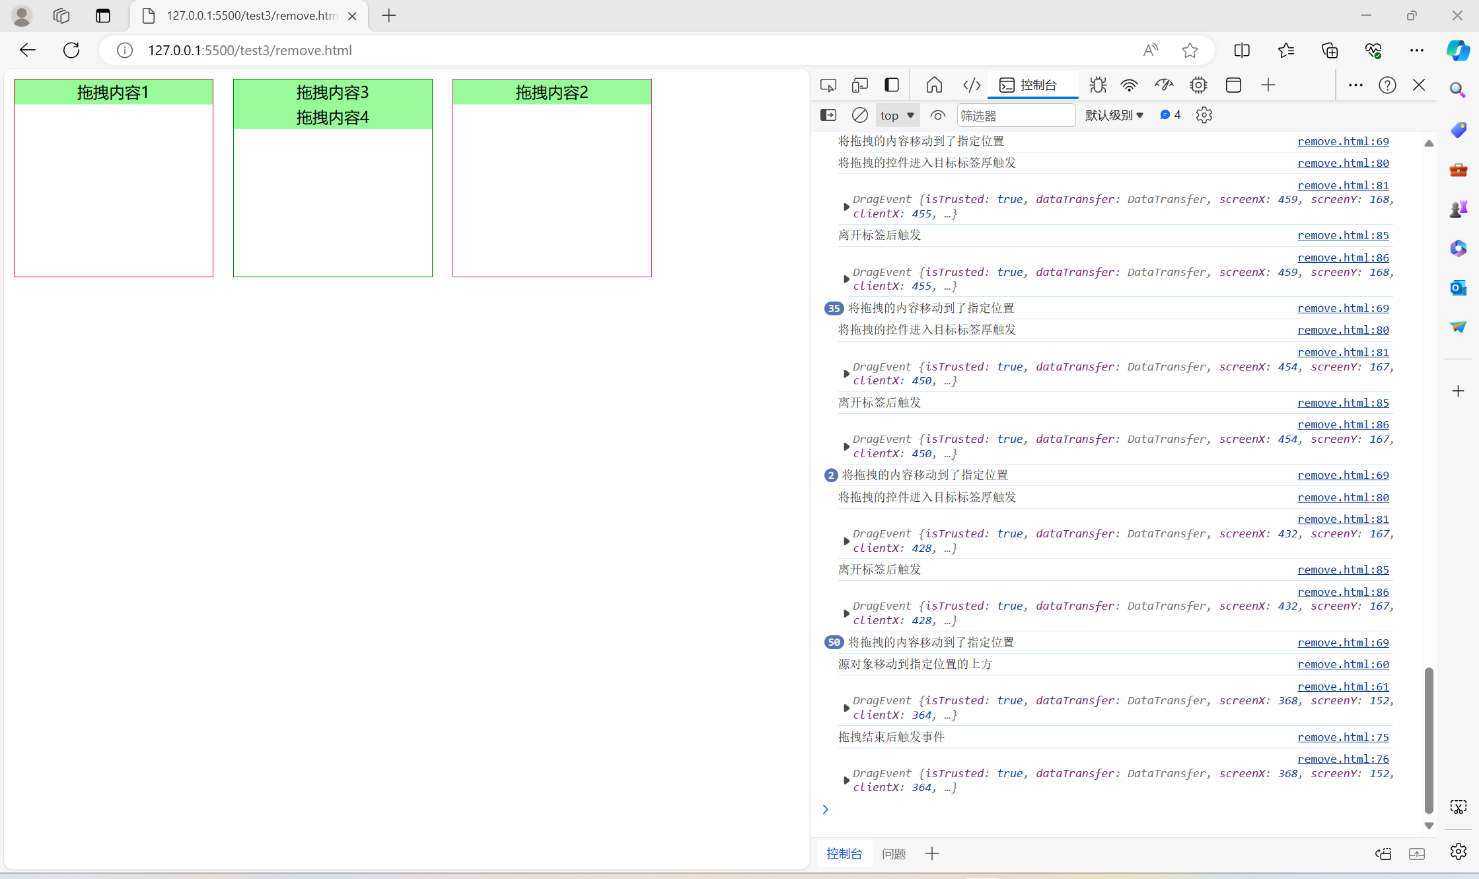 127.0.0.1:5500/test3/remove.htm
127.0.0.1:5500/test3/remove.html
拖拽内容1
拖拽内容3
拖拽内容4
拖拽内容2
控制台
top
筛选器
默认级别
4
将拖拽的内容移动到了指定位置 remove.html:69
将拖拽的控件进入目标标签厚触发 remove.html:80
remove.html:81
DragEvent {isTrusted: true, dataTransfer: DataTransfer, screenX: 459, screenY: 168,
clientX: 455, …}
离开标签后触发 remove.html:85
remove.html:86
DragEvent {isTrusted: true, dataTransfer: DataTransfer, screenX: 459, screenY: 168,
clientX: 455, …}
35 将拖拽的内容移动到了指定位置 remove.html:69
将拖拽的控件进入目标标签厚触发 remove.html:80
remove.html:81
DragEvent {isTrusted: true, dataTransfer: DataTransfer, screenX: 454, screenY: 167,
clientX: 450, …}
离开标签后触发 remove.html:85
remove.html:86
DragEvent {isTrusted: true, dataTransfer: DataTransfer, screenX: 454, screenY: 167,
clientX: 450, …}
2 将拖拽的内容移动到了指定位置 remove.html:69
将拖拽的控件进入目标标签厚触发 remove.html:80
remove.html:81
DragEvent {isTrusted: true, dataTransfer: DataTransfer, screenX: 432, screenY: 167,
clientX: 428, …}
离开标签后触发 remove.html:85
remove.html:86
DragEvent {isTrusted: true, dataTransfer: DataTransfer, screenX: 432, screenY: 167,
clientX: 428, …}
50 将拖拽的内容移动到了指定位置 remove.html:69
源对象移动到指定位置的上方 remove.html:60
remove.html:61
DragEvent {isTrusted: true, dataTransfer: DataTransfer, screenX: 368, screenY: 152,
clientX: 364, …}
拖拽结束后触发事件 remove.html:75
remove.html:76
DragEvent {isTrusted: true, dataTransfer: DataTransfer, screenX: 368, screenY: 152,
clientX: 364, …}
控制台 问题